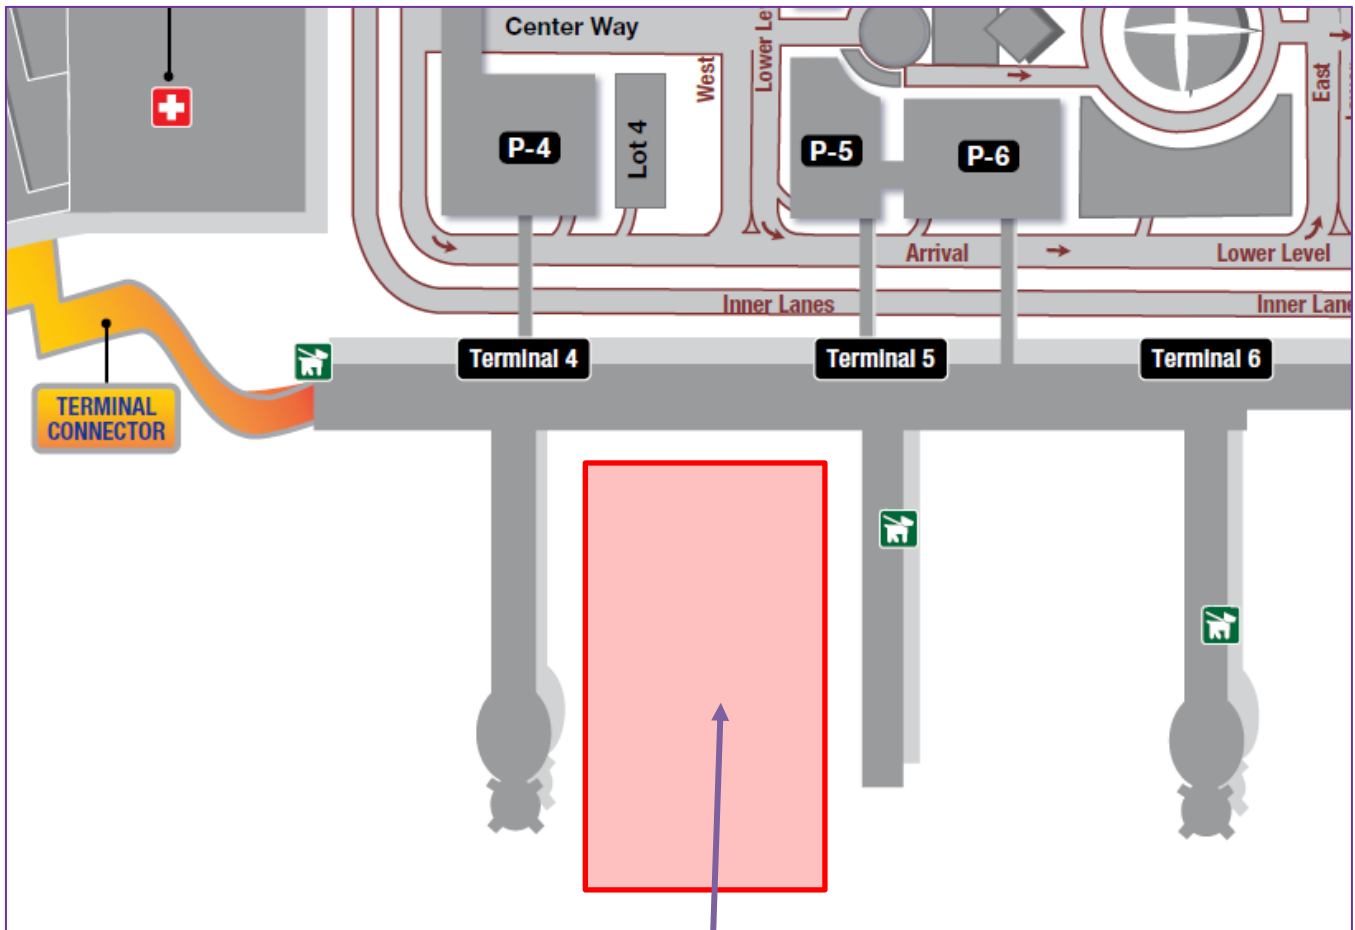 Center Way
West
Lower Le
East
P-4
Lot 4
P-5
P-6
Arrival
Lower Level
Inner Lanes
Inner Lane
Terminal 4
Terminal 5
Terminal 6
TERMINAL
CONNECTOR